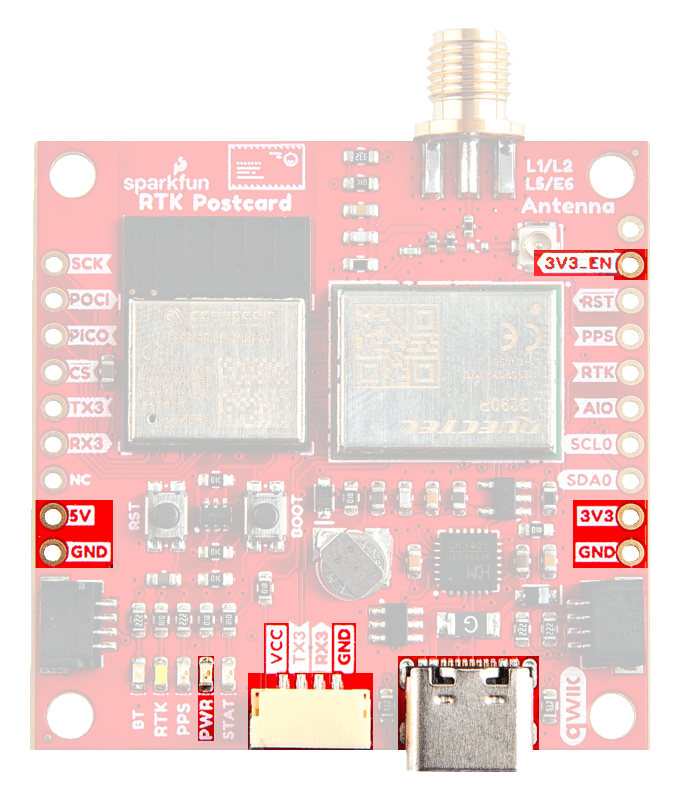 sparkfun
RTK Postcard
L1/L2
L5/E6
Antenna
3V3_EN
SCK
POCI
PICO
CS
TX3
RX3
NC
5V
GND
RST
PPS
RTK
AIO
SCL0
SDA0
3V3
GND
QUECTEL
LG290P
RST
BOOT
VCC
TX3
RX3
GND
BT
RTK
PPS
PWR
STAT
qwiic